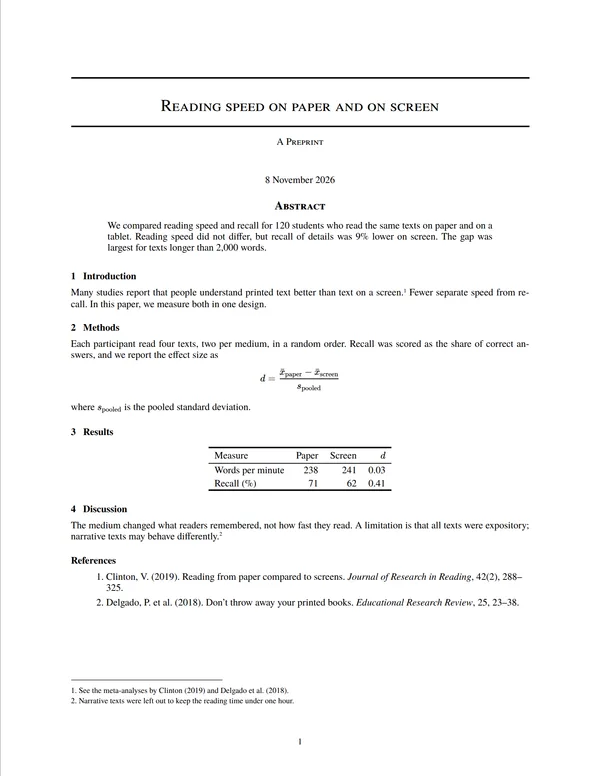 READING SPEED ON PAPER AND ON SCREEN
A PREPRINT
8 November 2026
ABSTRACT
We compared reading speed and recall for 120 students who read the same texts on paper and on a
tablet. Reading speed did not differ, but recall of details was 9% lower on screen. The gap was
largest for texts longer than 2,000 words.
1 Introduction
Many studies report that people understand printed text better than text on a screen.¹ Fewer separate speed from re-
call. In this paper, we measure both in one design.
2 Methods
Each participant read four texts, two per medium, in a random order. Recall was scored as the share of correct an-
swers, and we report the effect size as
d = (x̄_paper − x̄_screen) / s_pooled
where s_pooled is the pooled standard deviation.
3 Results
Measure Paper Screen d
Words per minute 238 241 0.03
Recall (%) 71 62 0.41
4 Discussion
The medium changed what readers remembered, not how fast they read. A limitation is that all texts were expository;
narrative texts may behave differently.²
References
1. Clinton, V. (2019). Reading from paper compared to screens. Journal of Research in Reading, 42(2), 288–
325.
2. Delgado, P. et al. (2018). Don’t throw away your printed books. Educational Research Review, 25, 23–38.
1. See the meta-analyses by Clinton (2019) and Delgado et al. (2018).
2. Narrative texts were left out to keep the reading time under one hour.
1